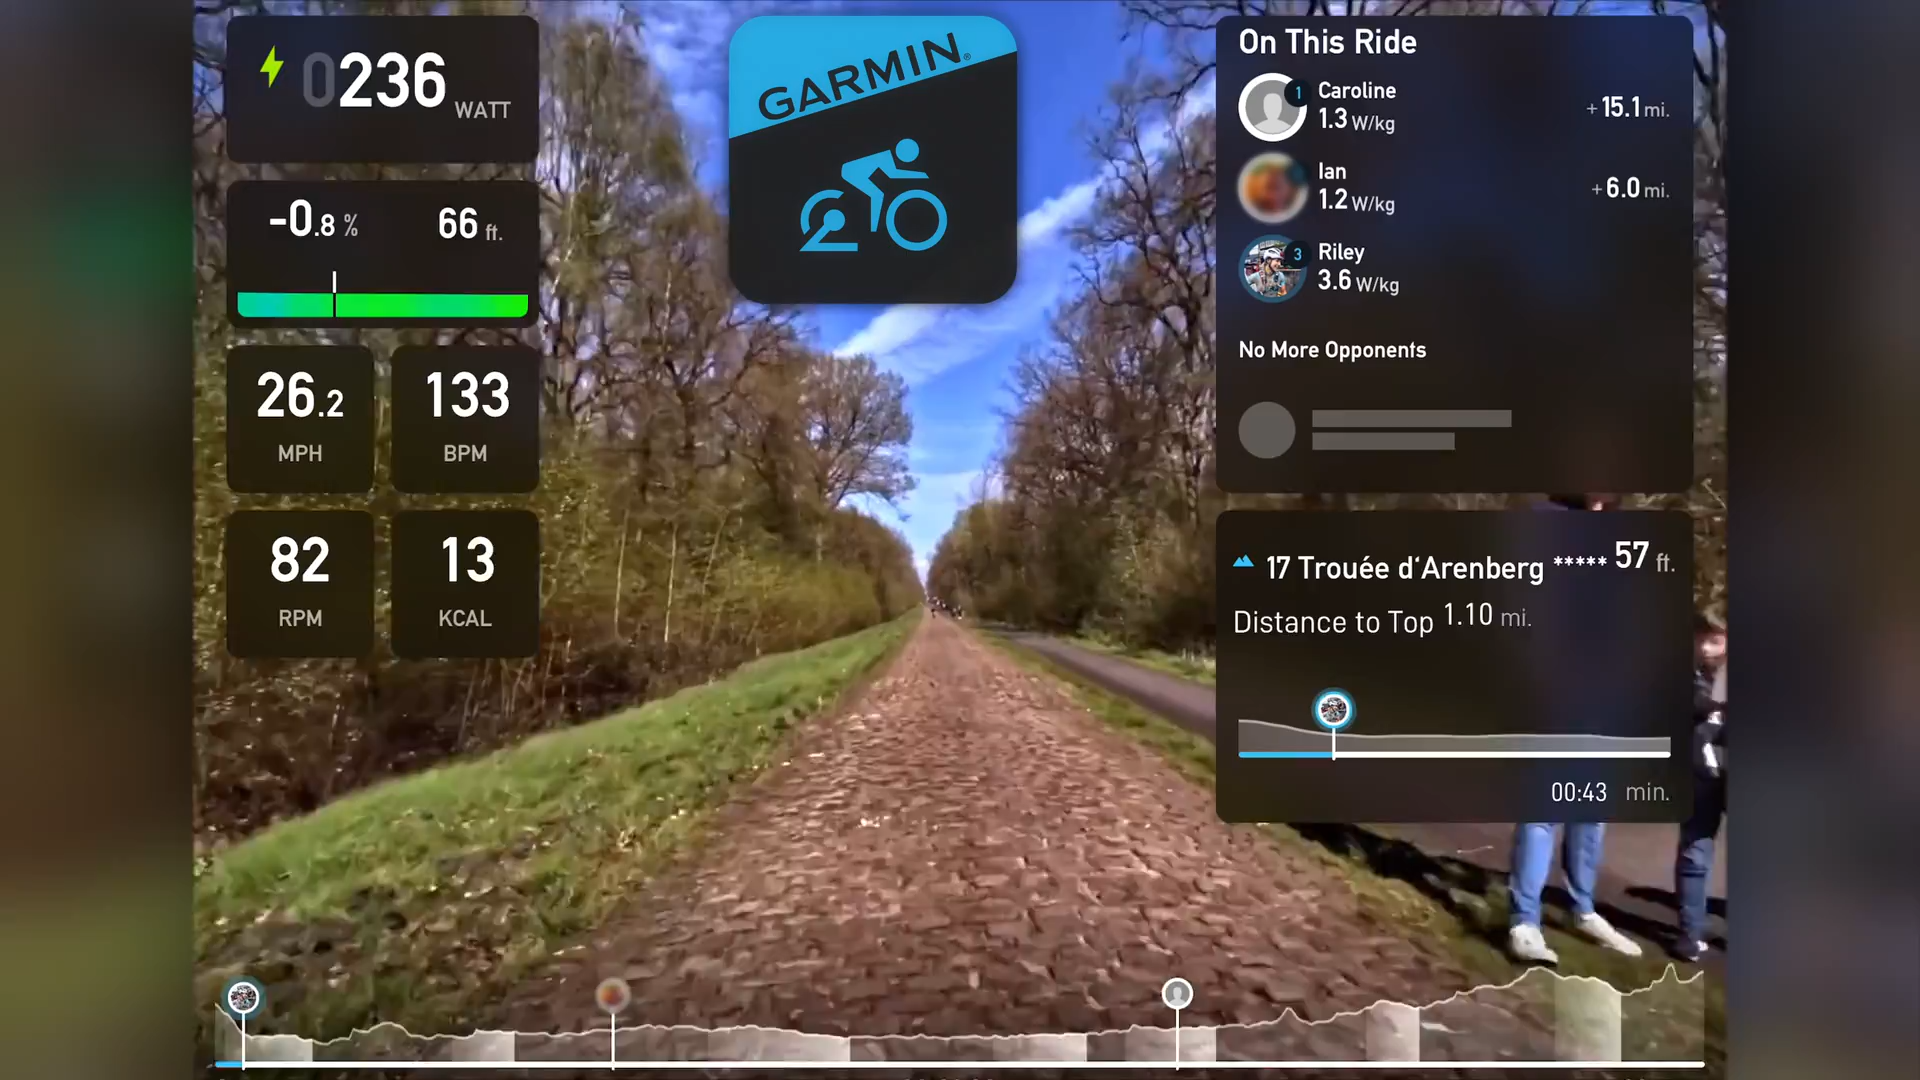 0236 WATT
-0.8 % 66 ft.
26.2 MPH
133 BPM
82 RPM
13 KCAL
GARMIN®
On This Ride
1 Caroline
1.3 W/kg
+15.1 mi.
Ian
1.2 W/kg
+6.0 mi.
3 Riley
3.6 W/kg
No More Opponents
17 Trouée d‘Arenberg ***** 57 ft.
Distance to Top 1.10 mi.
00:43 min.